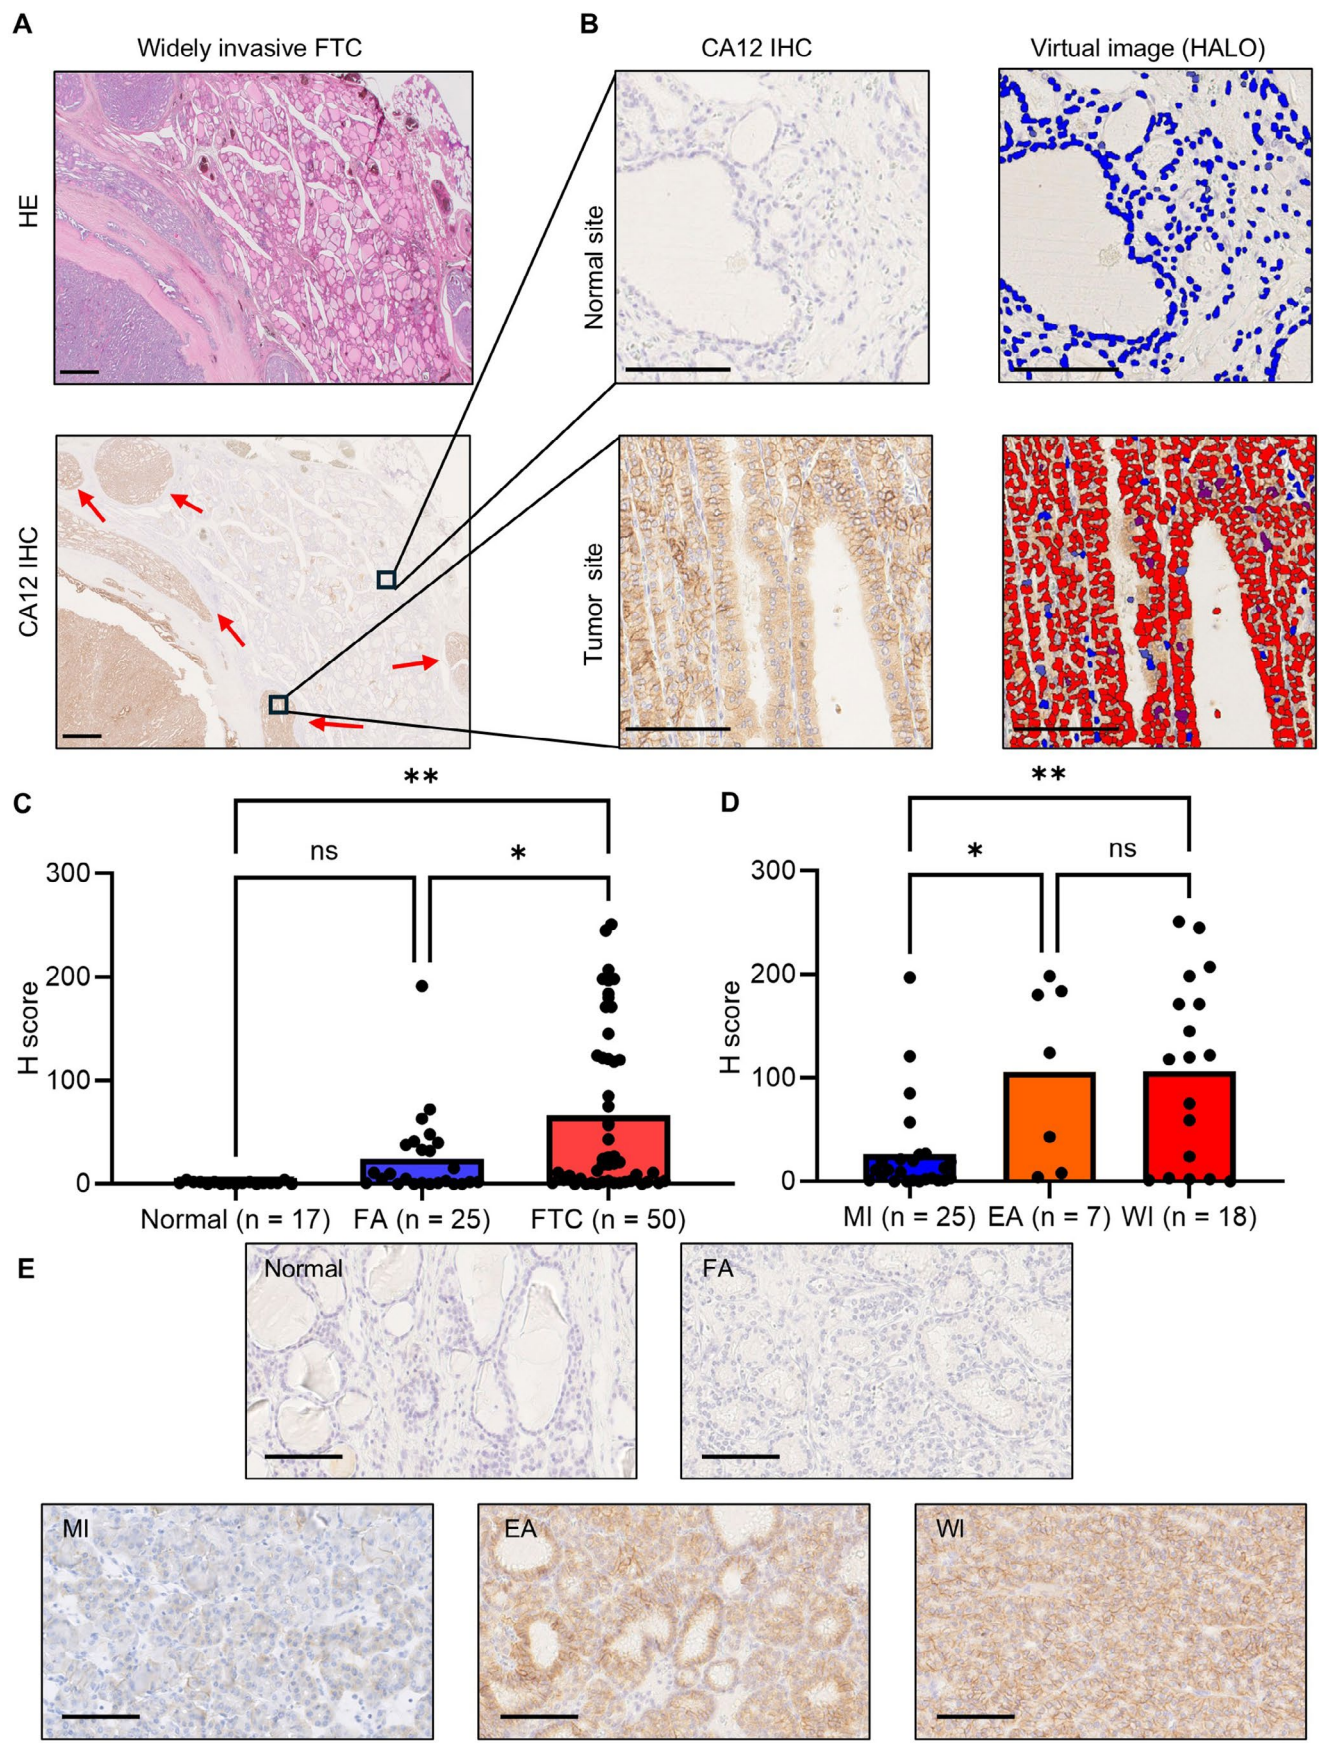 A
Widely invasive FTC
HE
CA12 IHC
B
CA12 IHC
Virtual image (HALO)
Normal site
Tumor site
C
**
ns
*
300
200
100
0
H score
Normal (n = 17)
FA (n = 25)
FTC (n = 50)
D
**
*
ns
300
200
100
0
H score
MI (n = 25)
EA (n = 7)
WI (n = 18)
E
Normal
FA
MI
EA
WI